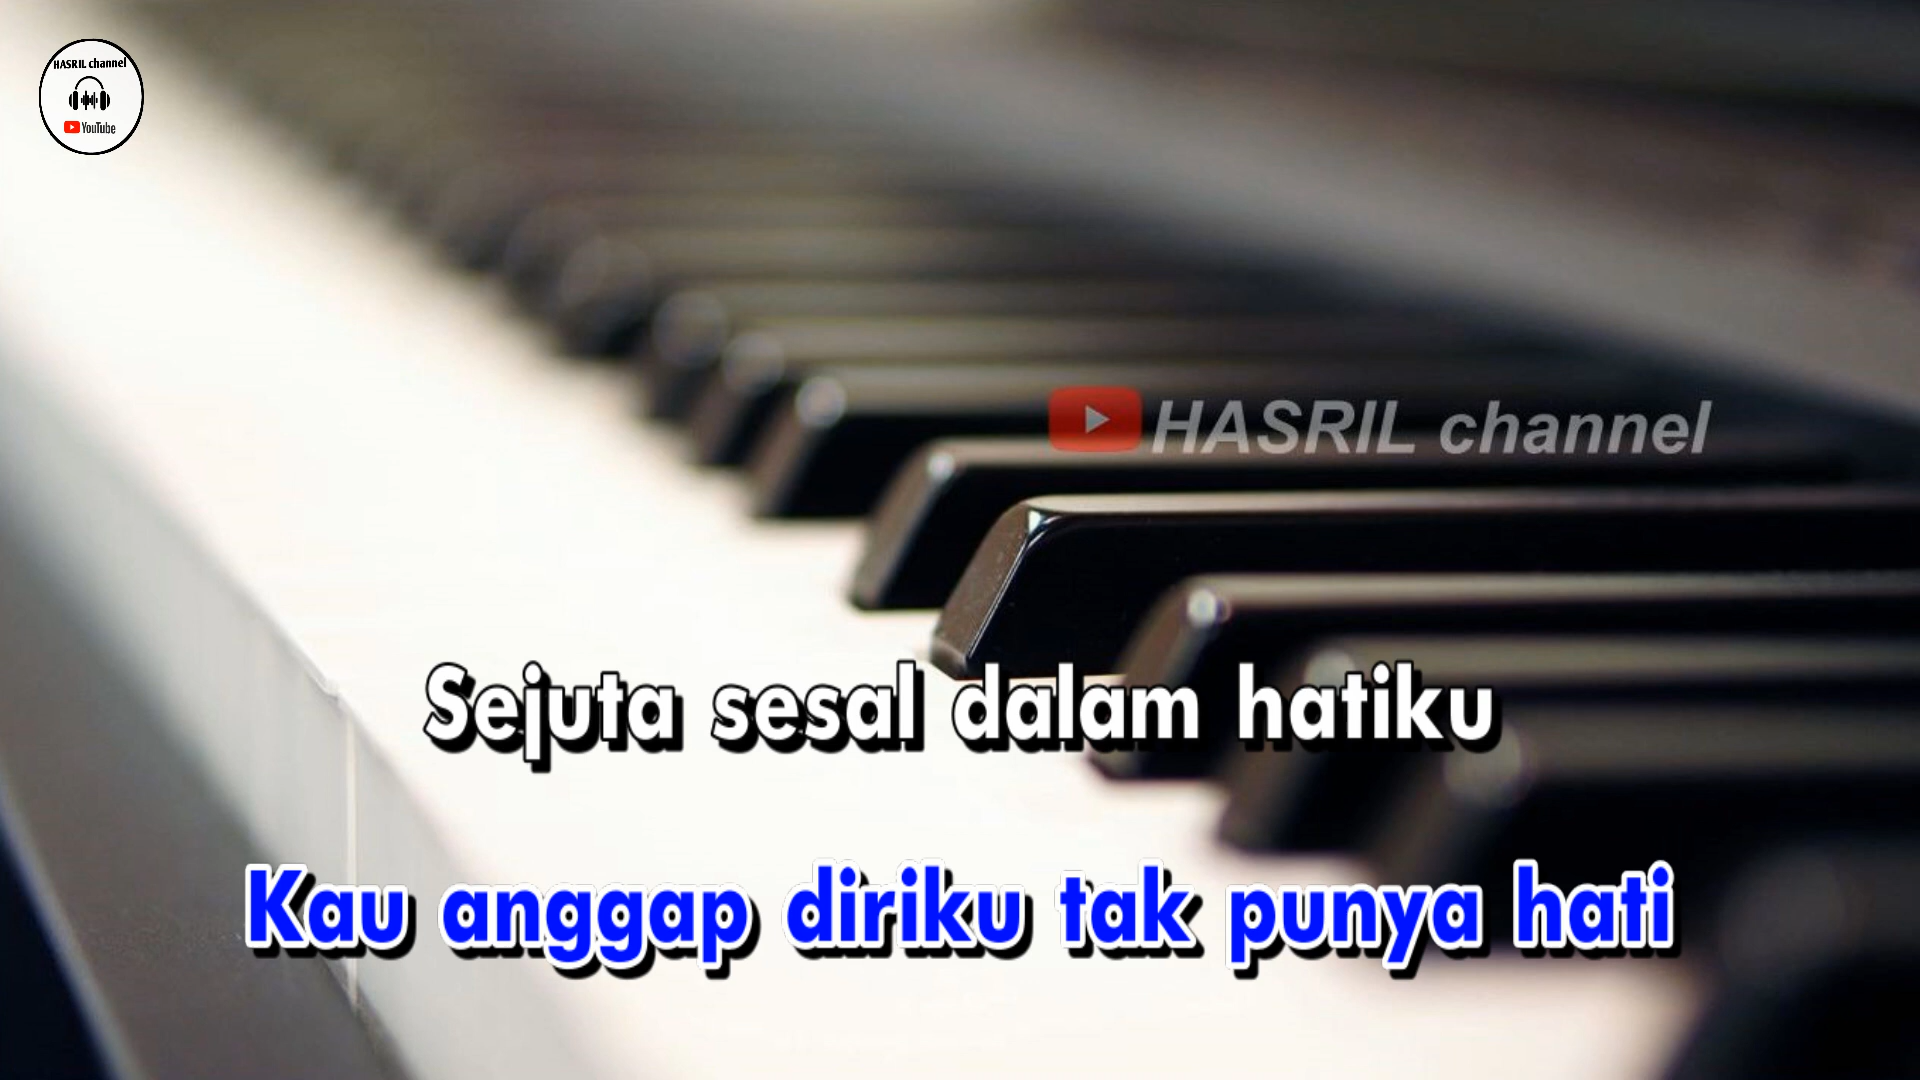 HASRIL channel
YouTube
HASRIL channel
Sejuta sesal dalam hatiku
Kau anggap diriku tak punya hati